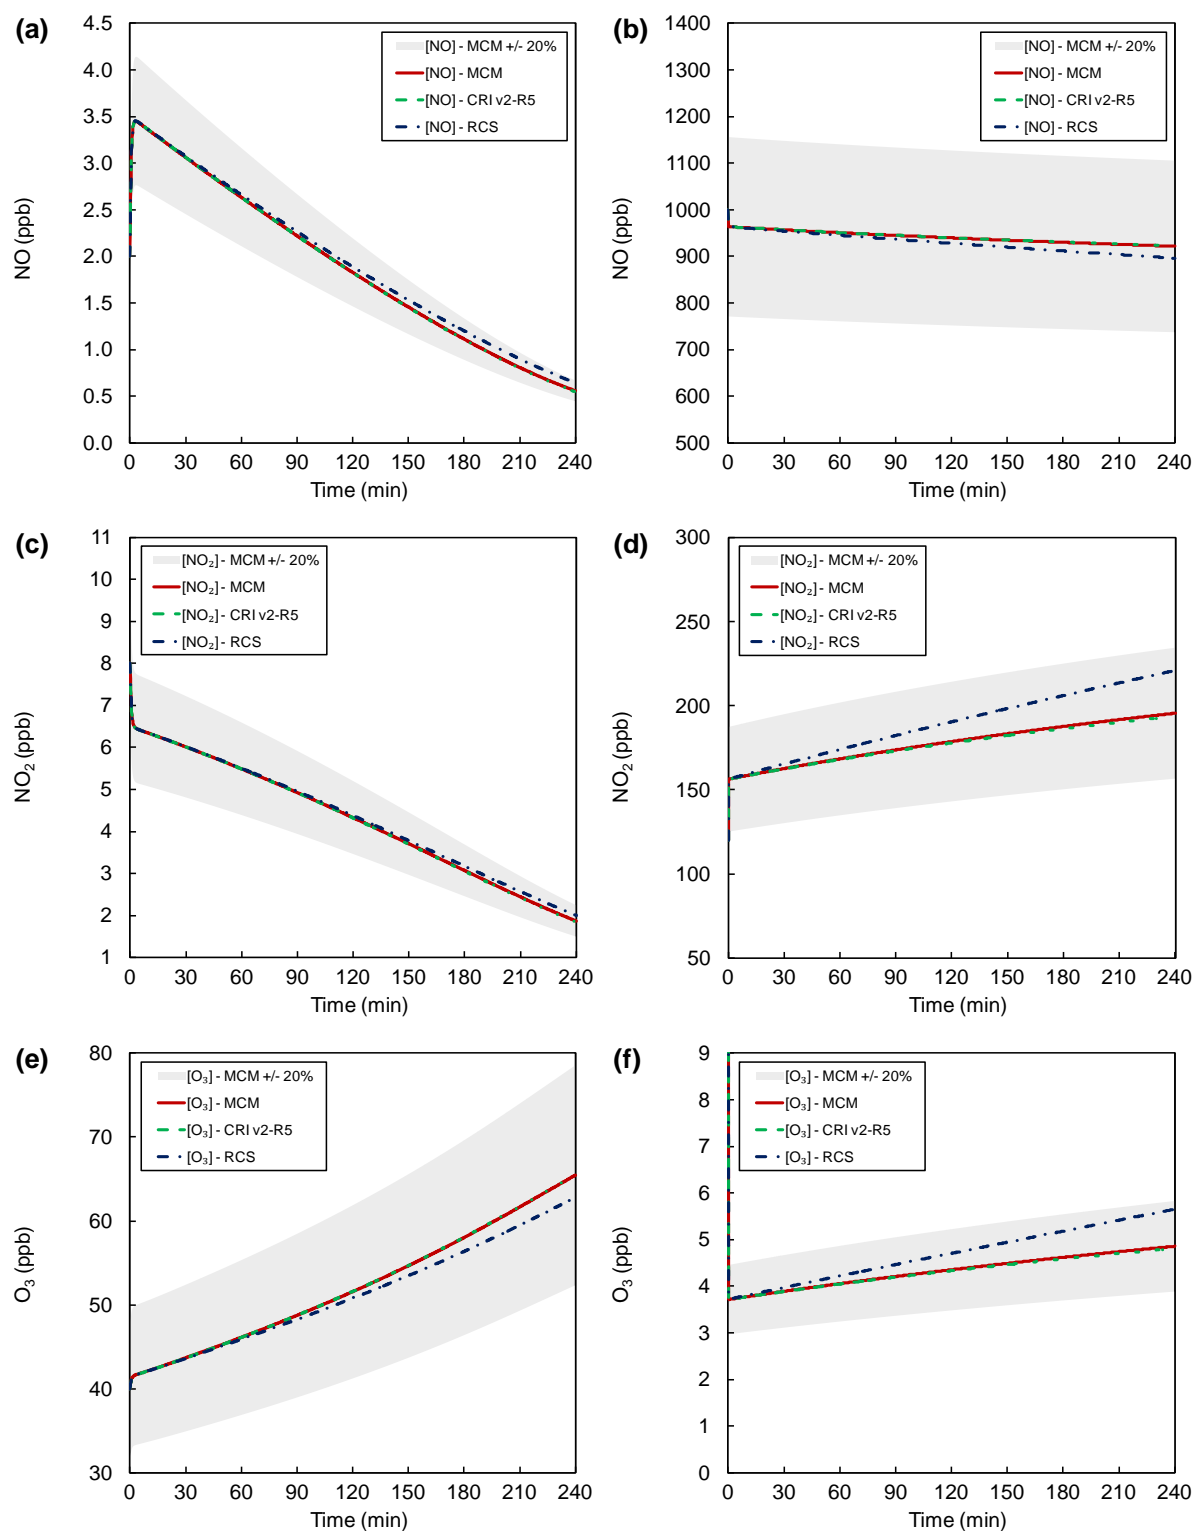 (a)
4.5
4.0
3.5
3.0
2.5
2.0
1.5
1.0
0.5
0.0
NO (ppb)
[NO] - MCM +/- 20%
[NO] - MCM
[NO] - CRI v2-R5
[NO] - RCS
0 30 60 90 120 150 180 210 240
Time (min)
(b)
1400
1300
1200
1100
1000
900
800
700
600
500
NO (ppb)
[NO] - MCM +/- 20%
[NO] - MCM
[NO] - CRI v2-R5
[NO] - RCS
0 30 60 90 120 150 180 210 240
Time (min)
(c)
11
10
9
8
7
6
5
4
3
2
1
NO₂ (ppb)
[NO₂] - MCM +/- 20%
[NO₂] - MCM
[NO₂] - CRI v2-R5
[NO₂] - RCS
0 30 60 90 120 150 180 210 240
Time (min)
(d)
300
250
200
150
100
50
NO₂ (ppb)
[NO₂] - MCM +/- 20%
[NO₂] - MCM
[NO₂] - CRI v2-R5
[NO₂] - RCS
0 30 60 90 120 150 180 210 240
Time (min)
(e)
80
70
60
50
40
30
O₃ (ppb)
[O₃] - MCM +/- 20%
[O₃] - MCM
[O₃] - CRI v2-R5
[O₃] - RCS
0 30 60 90 120 150 180 210 240
Time (min)
(f)
9
8
7
6
5
4
3
2
1
0
O₃ (ppb)
[O₃] - MCM +/- 20%
[O₃] - MCM
[O₃] - CRI v2-R5
[O₃] - RCS
0 30 60 90 120 150 180 210 240
Time (min)